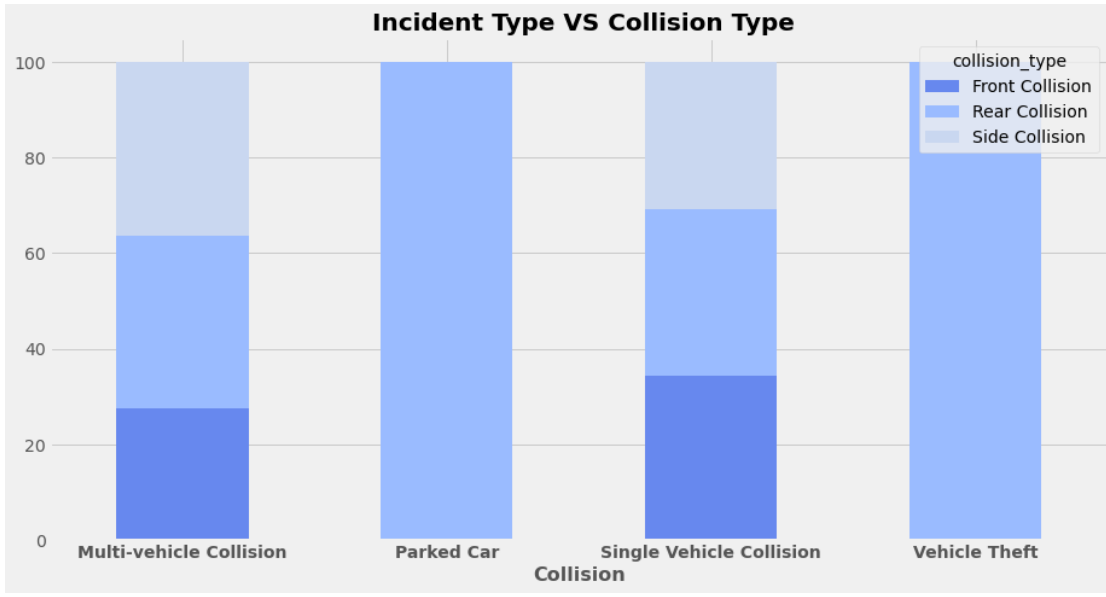 Incident Type VS Collision Type
collision_type
Front Collision
Rear Collision
Side Collision
100
80
60
40
20
0
Multi-vehicle Collision
Parked Car
Single Vehicle Collision
Vehicle Theft
Collision